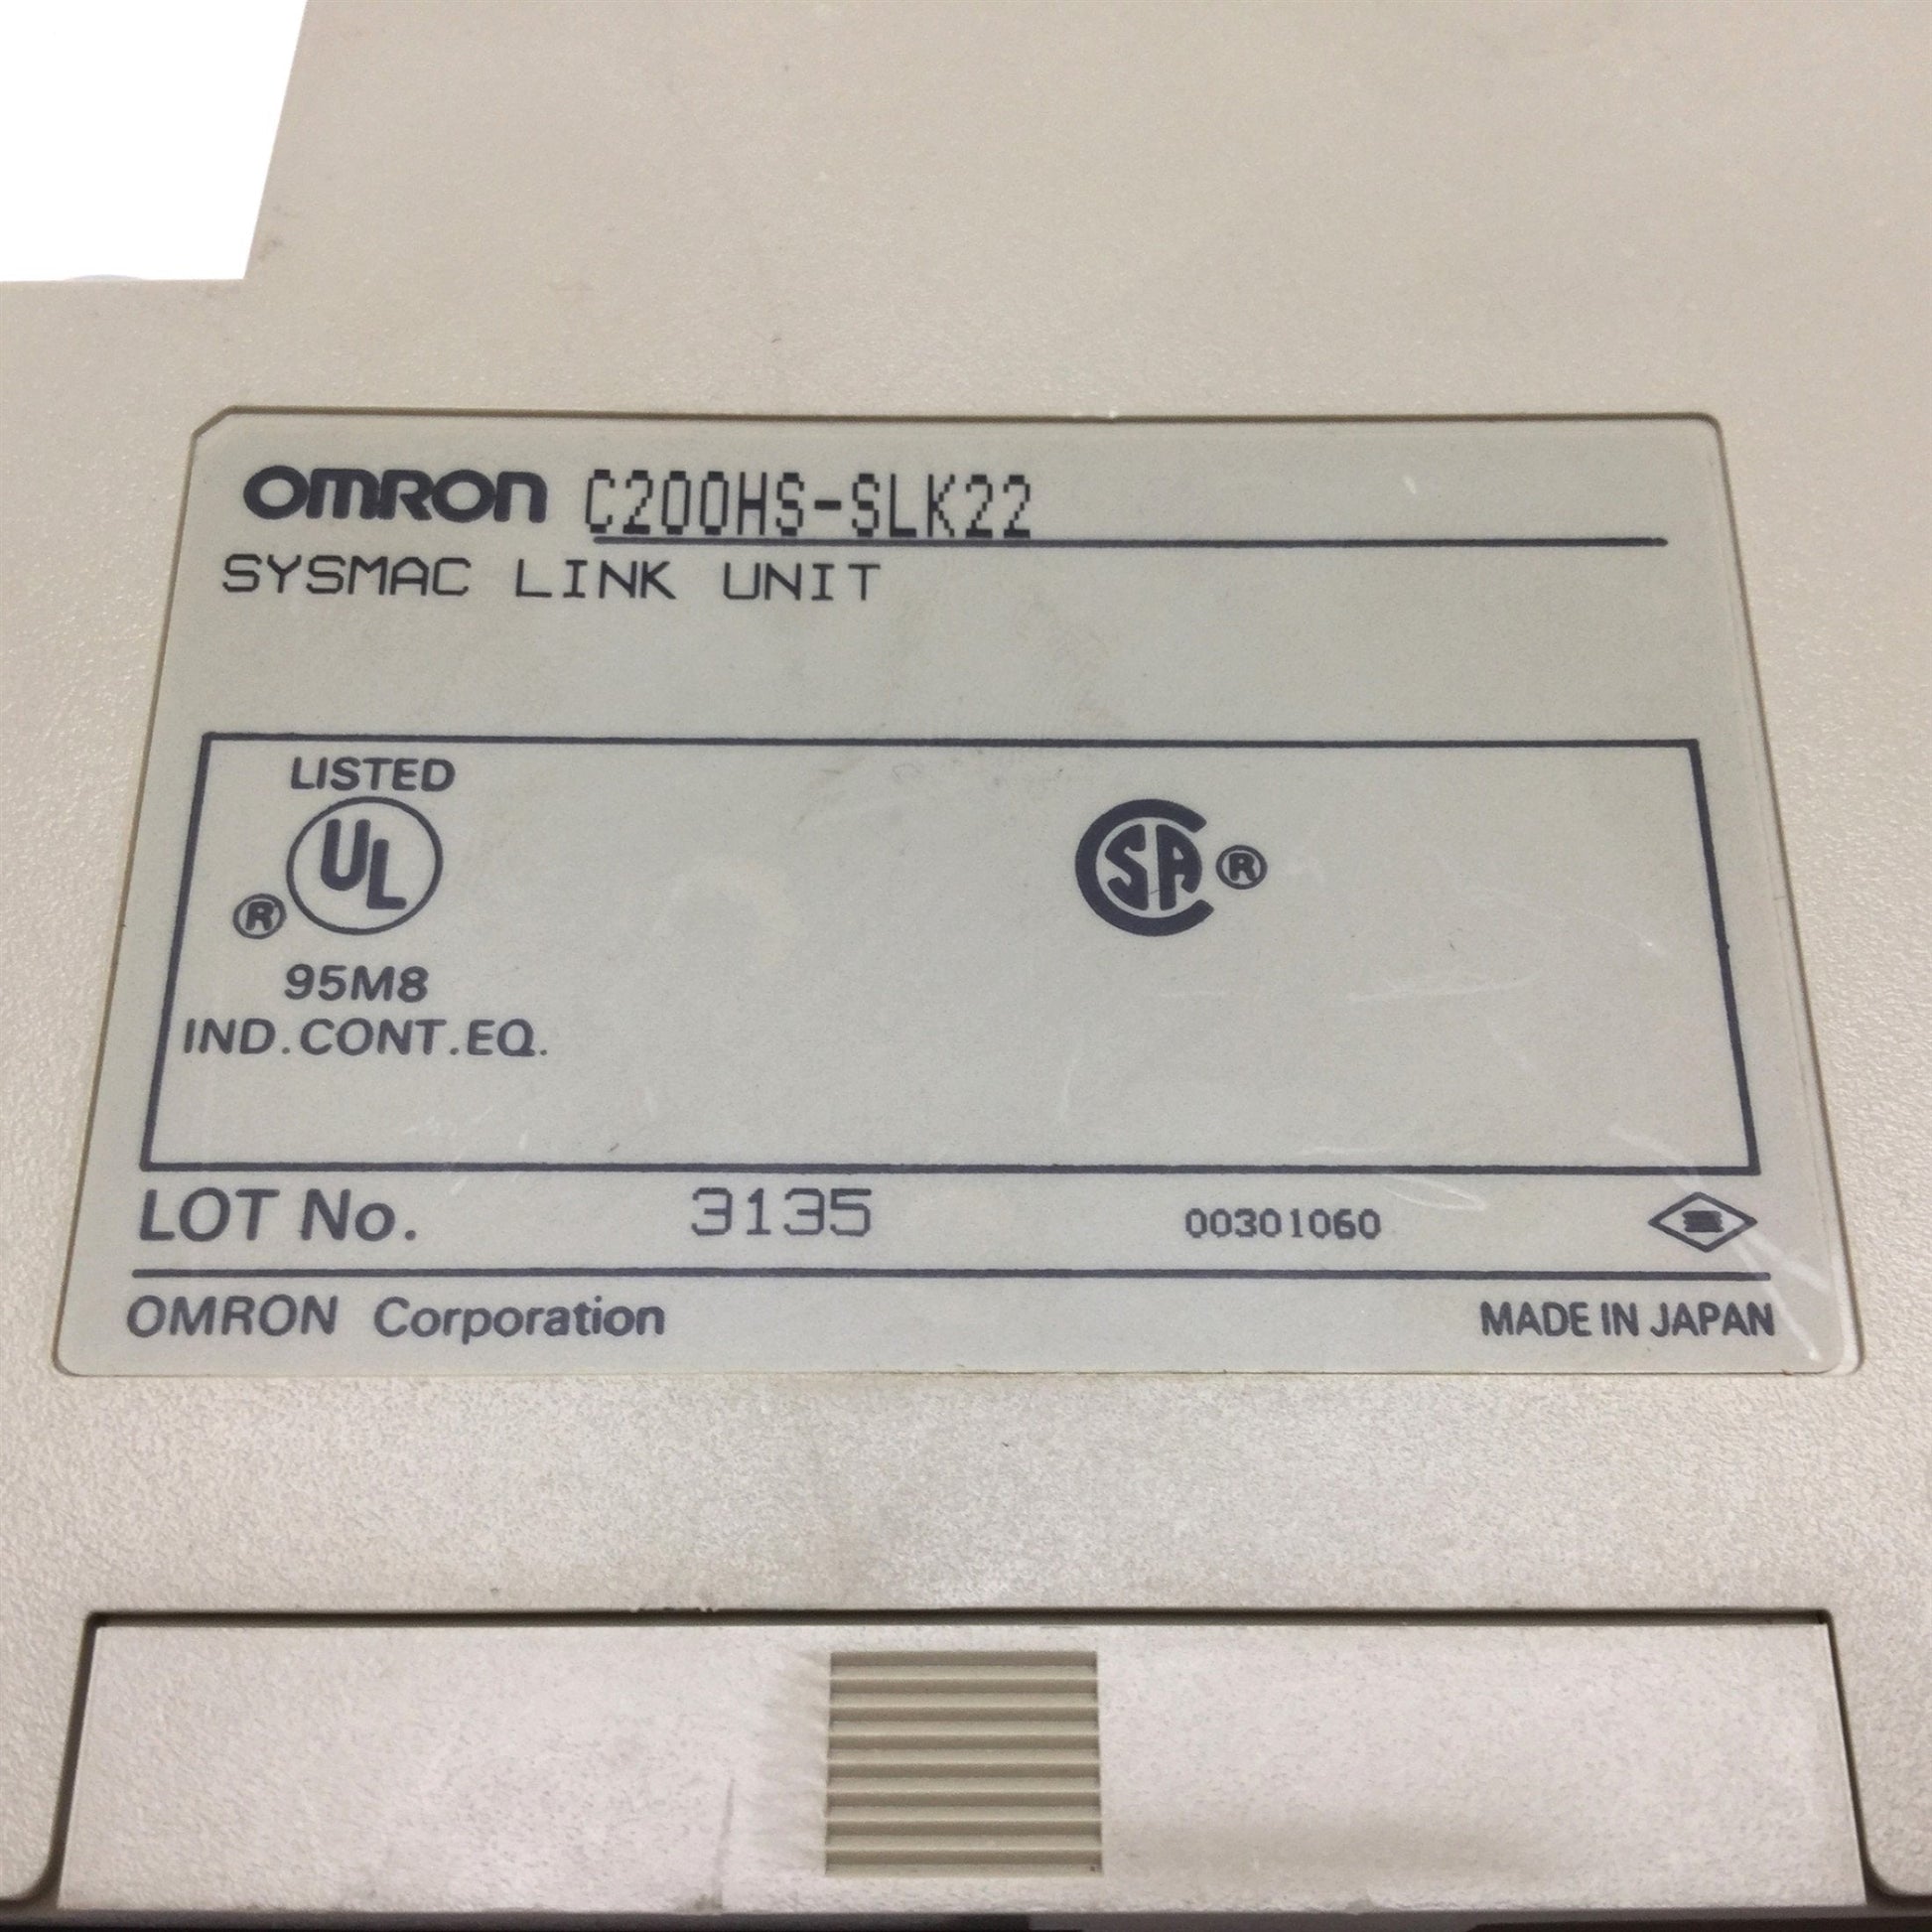 OMRON C200HS-SLK22
SYSMAC LINK UNIT
LISTED
UL
®
95M8
IND.CONT.EQ.
CSA ®
LOT No. 3135 00301060
OMRON Corporation MADE IN JAPAN